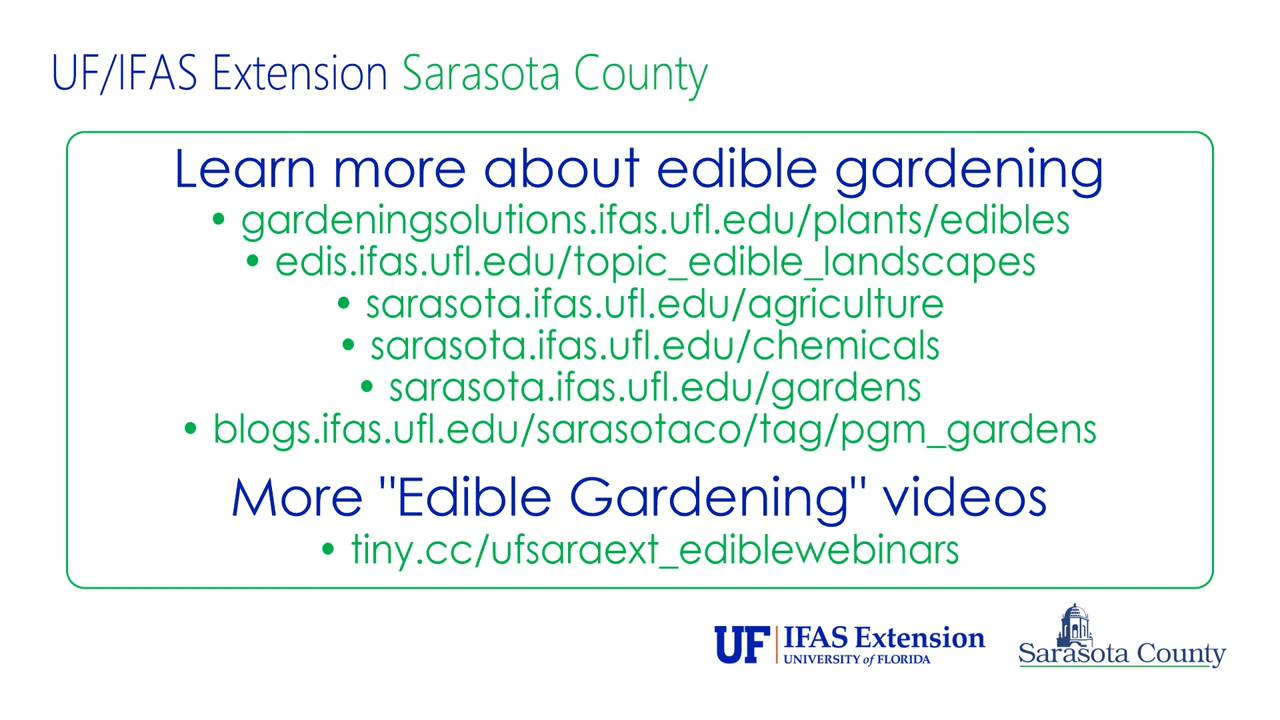 UF/IFAS Extension Sarasota County
Learn more about edible gardening
• gardeningsolutions.ifas.ufl.edu/plants/edibles
• edis.ifas.ufl.edu/topic_edible_landscapes
• sarasota.ifas.ufl.edu/agriculture
• sarasota.ifas.ufl.edu/chemicals
• sarasota.ifas.ufl.edu/gardens
• blogs.ifas.ufl.edu/sarasotaco/tag/pgm_gardens
More "Edible Gardening" videos
• tiny.cc/ufsaraext_ediblewebinars
UF IFAS Extension
UNIVERSITY of FLORIDA
Sarasota County